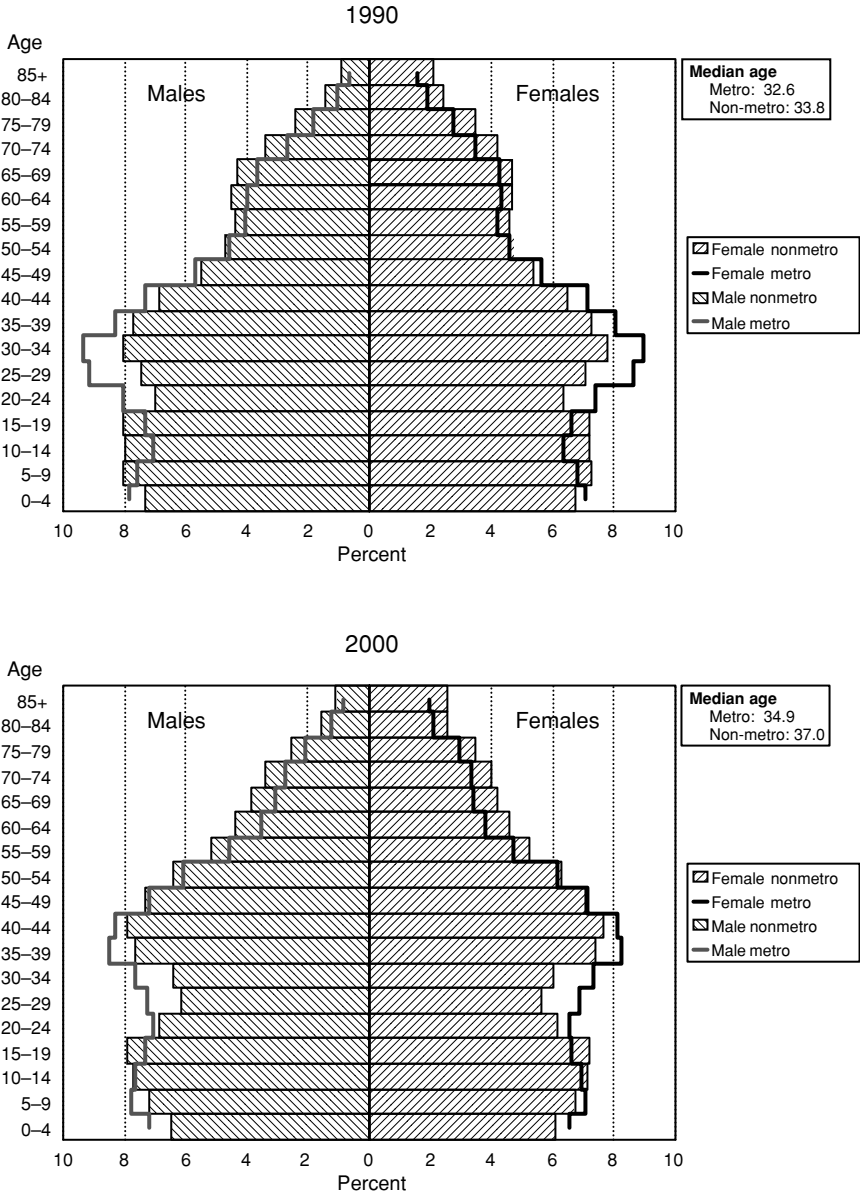 1990
Age
85+
80–84
75–79
70–74
65–69
60–64
55–59
50–54
45–49
40–44
35–39
30–34
25–29
20–24
15–19
10–14
5–9
0–4
Males
Females
Median age
Metro: 32.6
Non-metro: 33.8
Female nonmetro
Female metro
Male nonmetro
Male metro
10 8 6 4 2 0 2 4 6 8 10
Percent
2000
Age
85+
80–84
75–79
70–74
65–69
60–64
55–59
50–54
45–49
40–44
35–39
30–34
25–29
20–24
15–19
10–14
5–9
0–4
Males
Females
Median age
Metro: 34.9
Non-metro: 37.0
Female nonmetro
Female metro
Male nonmetro
Male metro
10 8 6 4 2 0 2 4 6 8 10
Percent